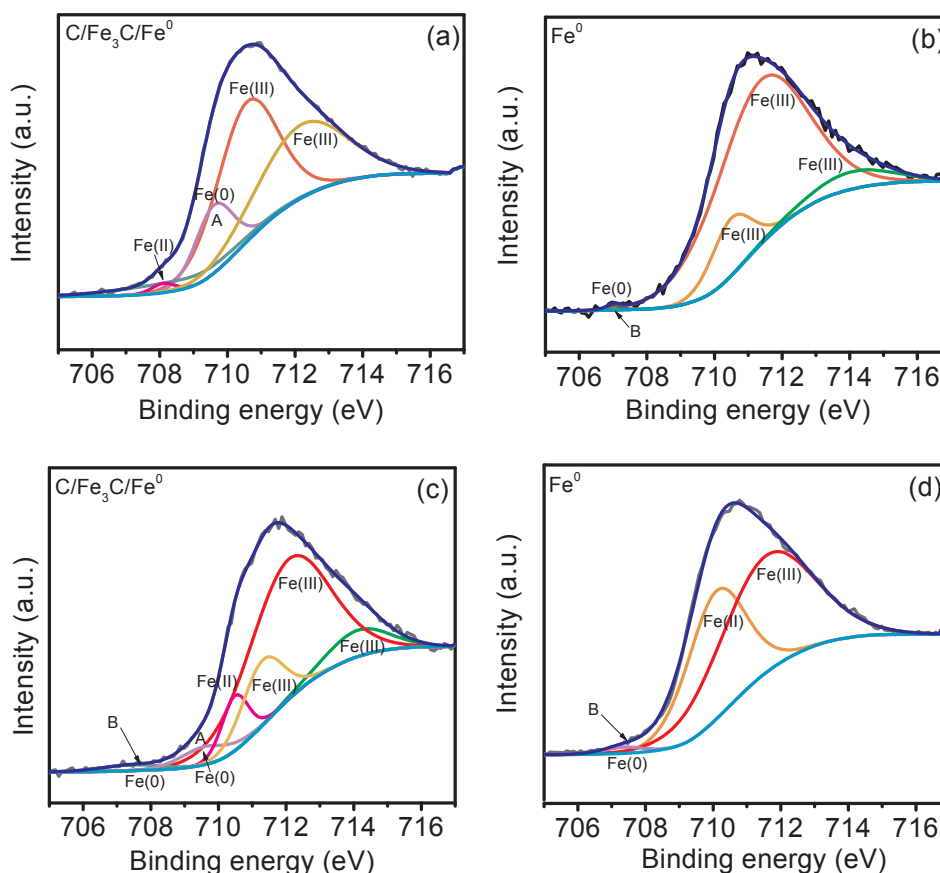 C/Fe₃C/Fe⁰
(a)
Fe(III)
Fe(III)
Fe(0)
A
Fe(II)
Intensity (a.u.)
706 708 710 712 714 716
Binding energy (eV)
Fe⁰
(b)
Fe(III)
Fe(III)
Fe(III)
Fe(0)
B
Intensity (a.u.)
706 708 710 712 714 716
Binding energy (eV)
C/Fe₃C/Fe⁰
(c)
Fe(III)
Fe(III)
Fe(II)
Fe(III)
B
A
Fe(0)
Fe(0)
Intensity (a.u.)
706 708 710 712 714 716
Binding energy (eV)
Fe⁰
(d)
Fe(III)
Fe(II)
B
Fe(0)
Intensity (a.u.)
706 708 710 712 714 716
Binding energy (eV)